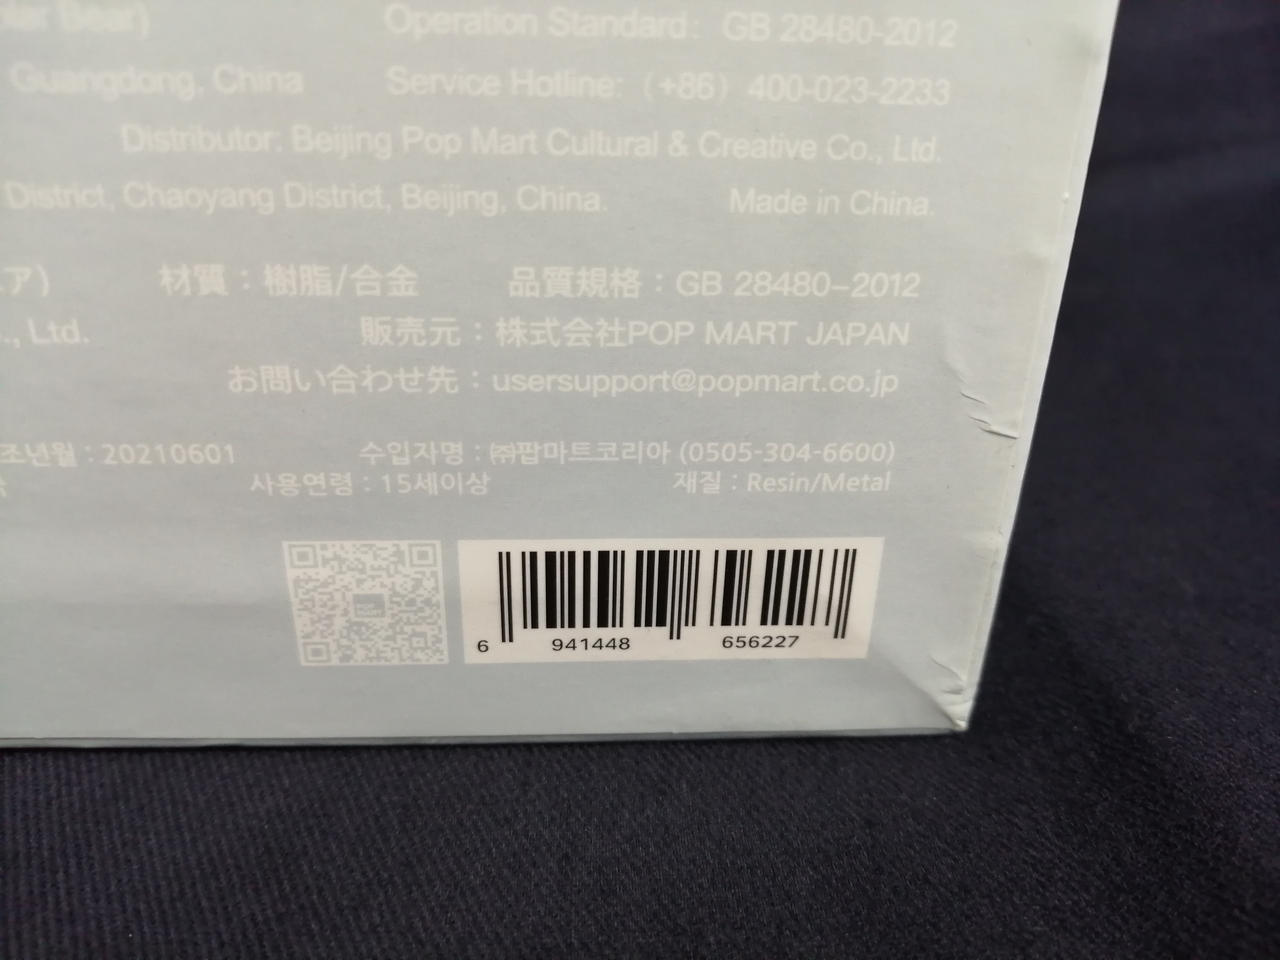 Bear) Operation Standard: GB 28480-2012
Guangdong, China Service Hotline:（+86）400-023-2233
Distributor: Beijing Pop Mart Cultural & Creative Co., Ltd.
District, Chaoyang District, Beijing, China. Made in China.
ア) 材質：樹脂/合金 品質規格：GB 28480-2012
., Ltd. 販売元：株式会社POP MART JAPAN
お問い合わせ先：usersupport@popmart.co.jp
조년월 : 20210601 수입자명 : ㈜팝마트코리아 (0505-304-6600)
사용연령 : 15세이상 재질 : Resin/Metal
POP MART
6 941448 656227